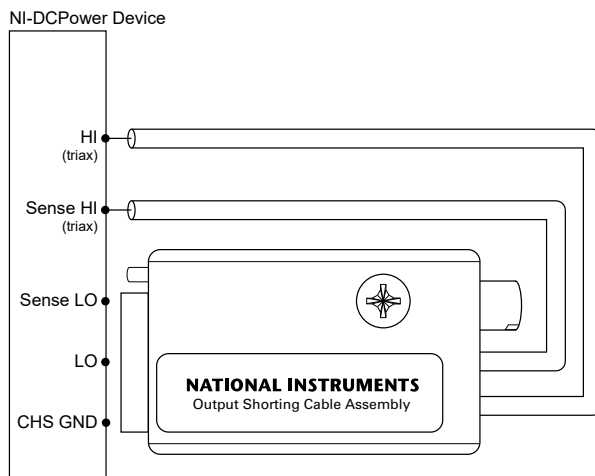 NI-DCPower Device
HI
(triax)
Sense HI
(triax)
Sense LO
LO
CHS GND
NATIONAL INSTRUMENTS
Output Shorting Cable Assembly